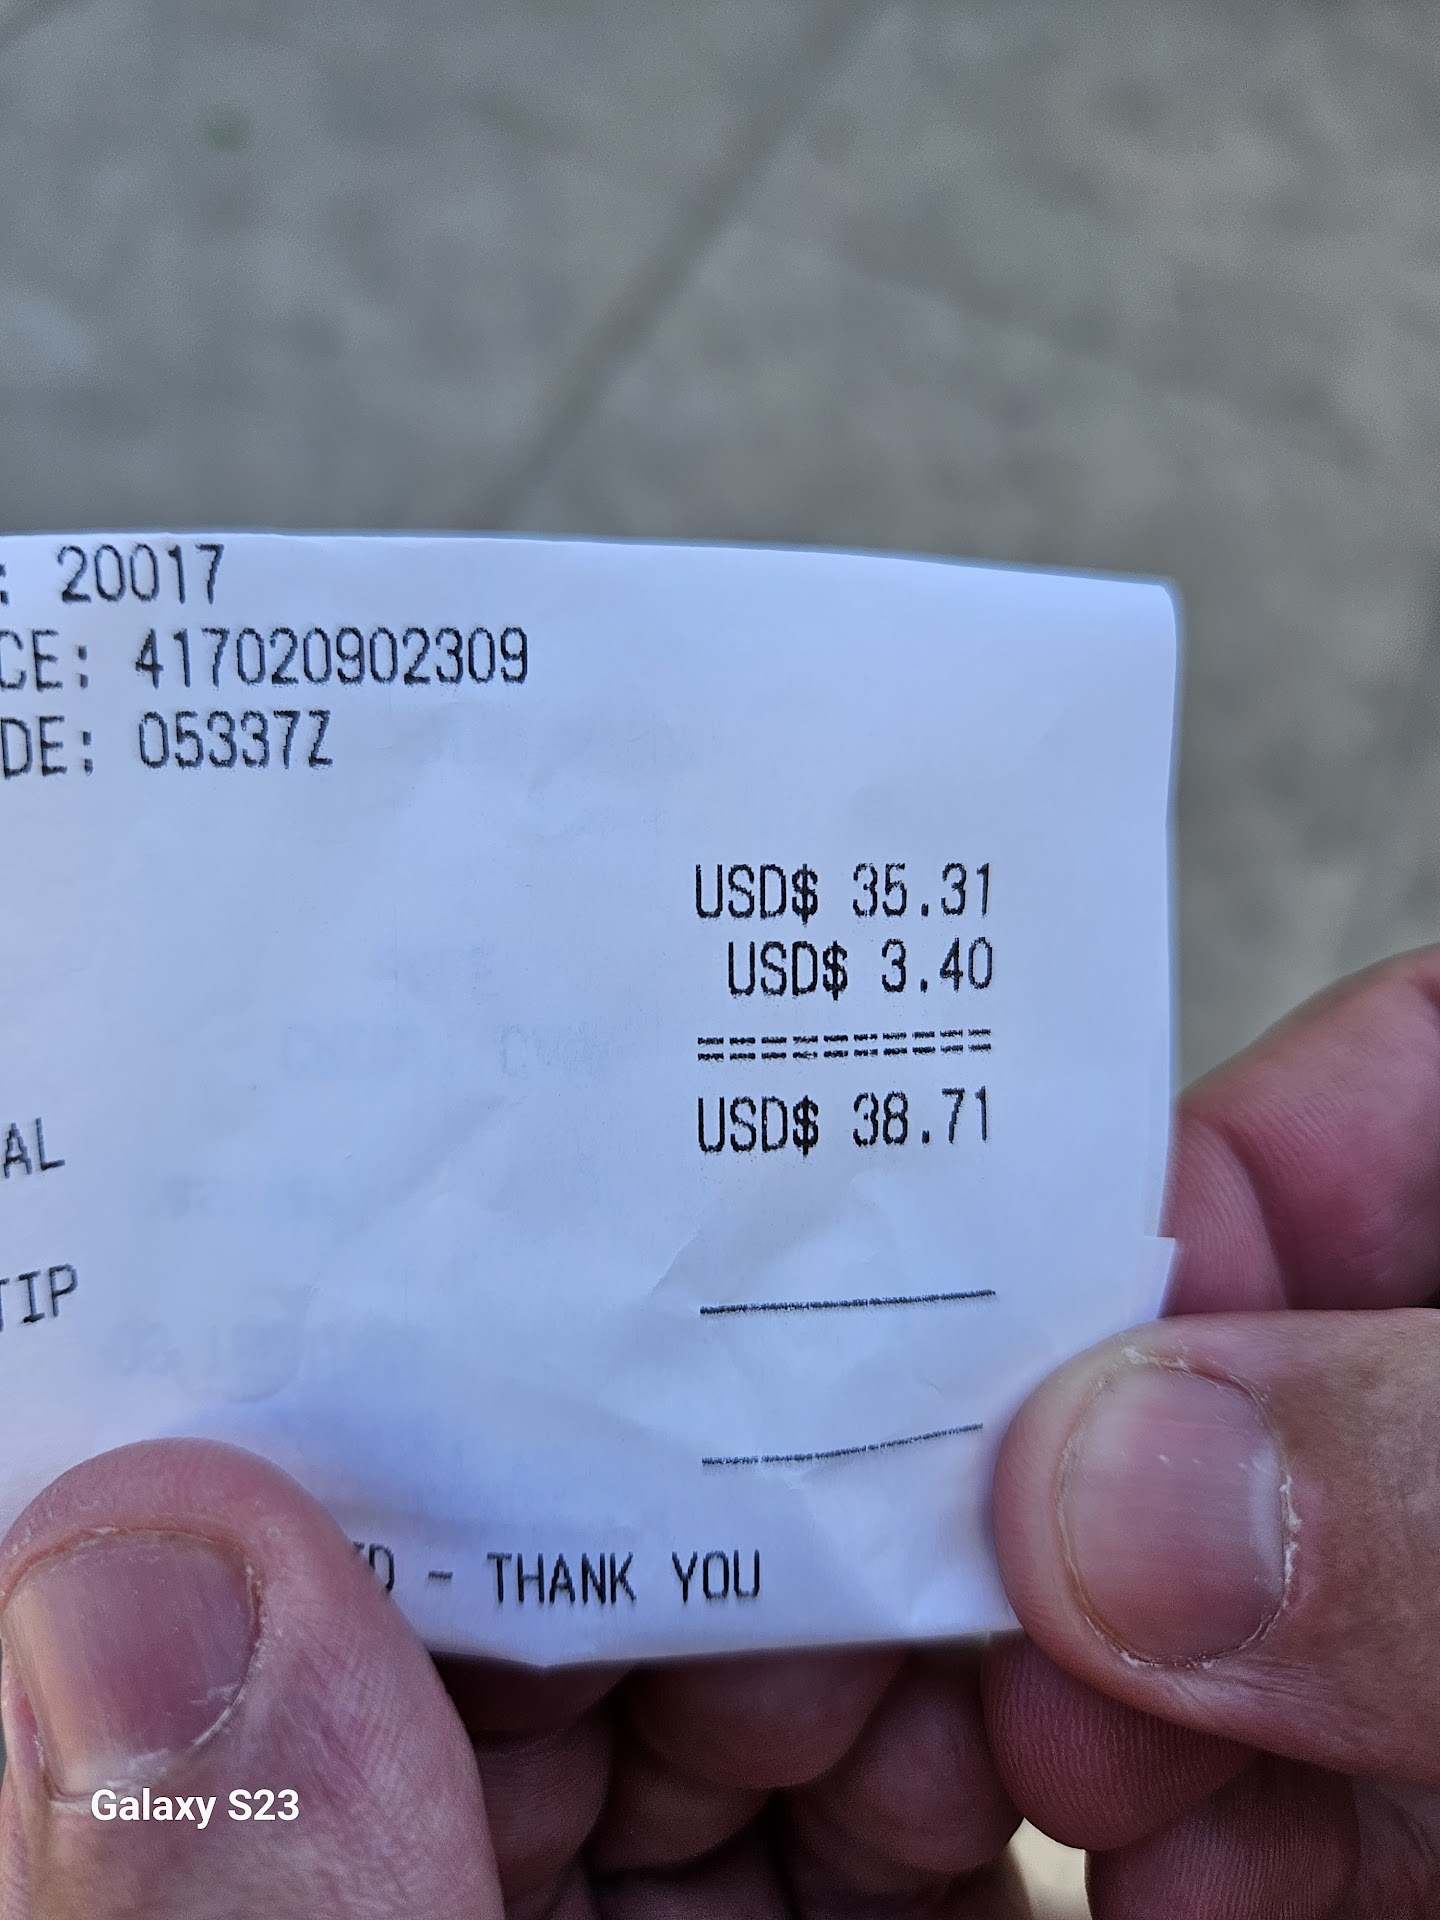 : 20017
CE: 417020902309
DE: 05337Z
USD$ 35.31
USD$ 3.40
==========
USD$ 38.71
AL
TIP
D - THANK YOU
Galaxy S23